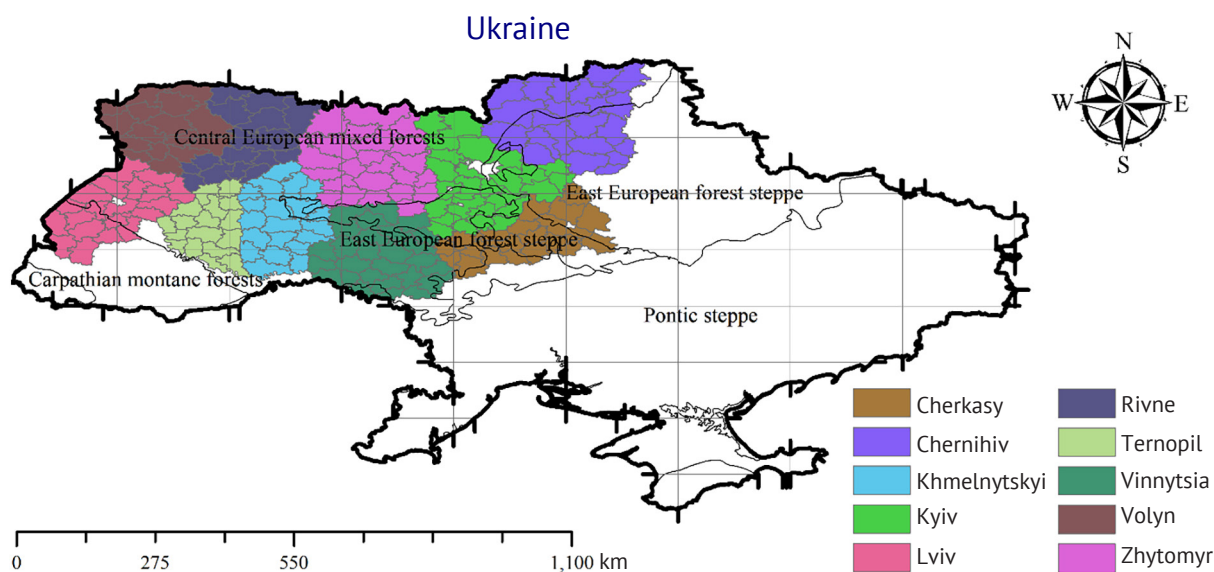 Ukraine
N
W E
S
Central European mixed forests
East European forest steppe
East European forest steppe
Carpathian montane forests
Pontic steppe
Cherkasy
Chernihiv
Khmelnytskyi
Kyiv
Lviv
Rivne
Ternopil
Vinnytsia
Volyn
Zhytomyr
0 275 550 1,100 km